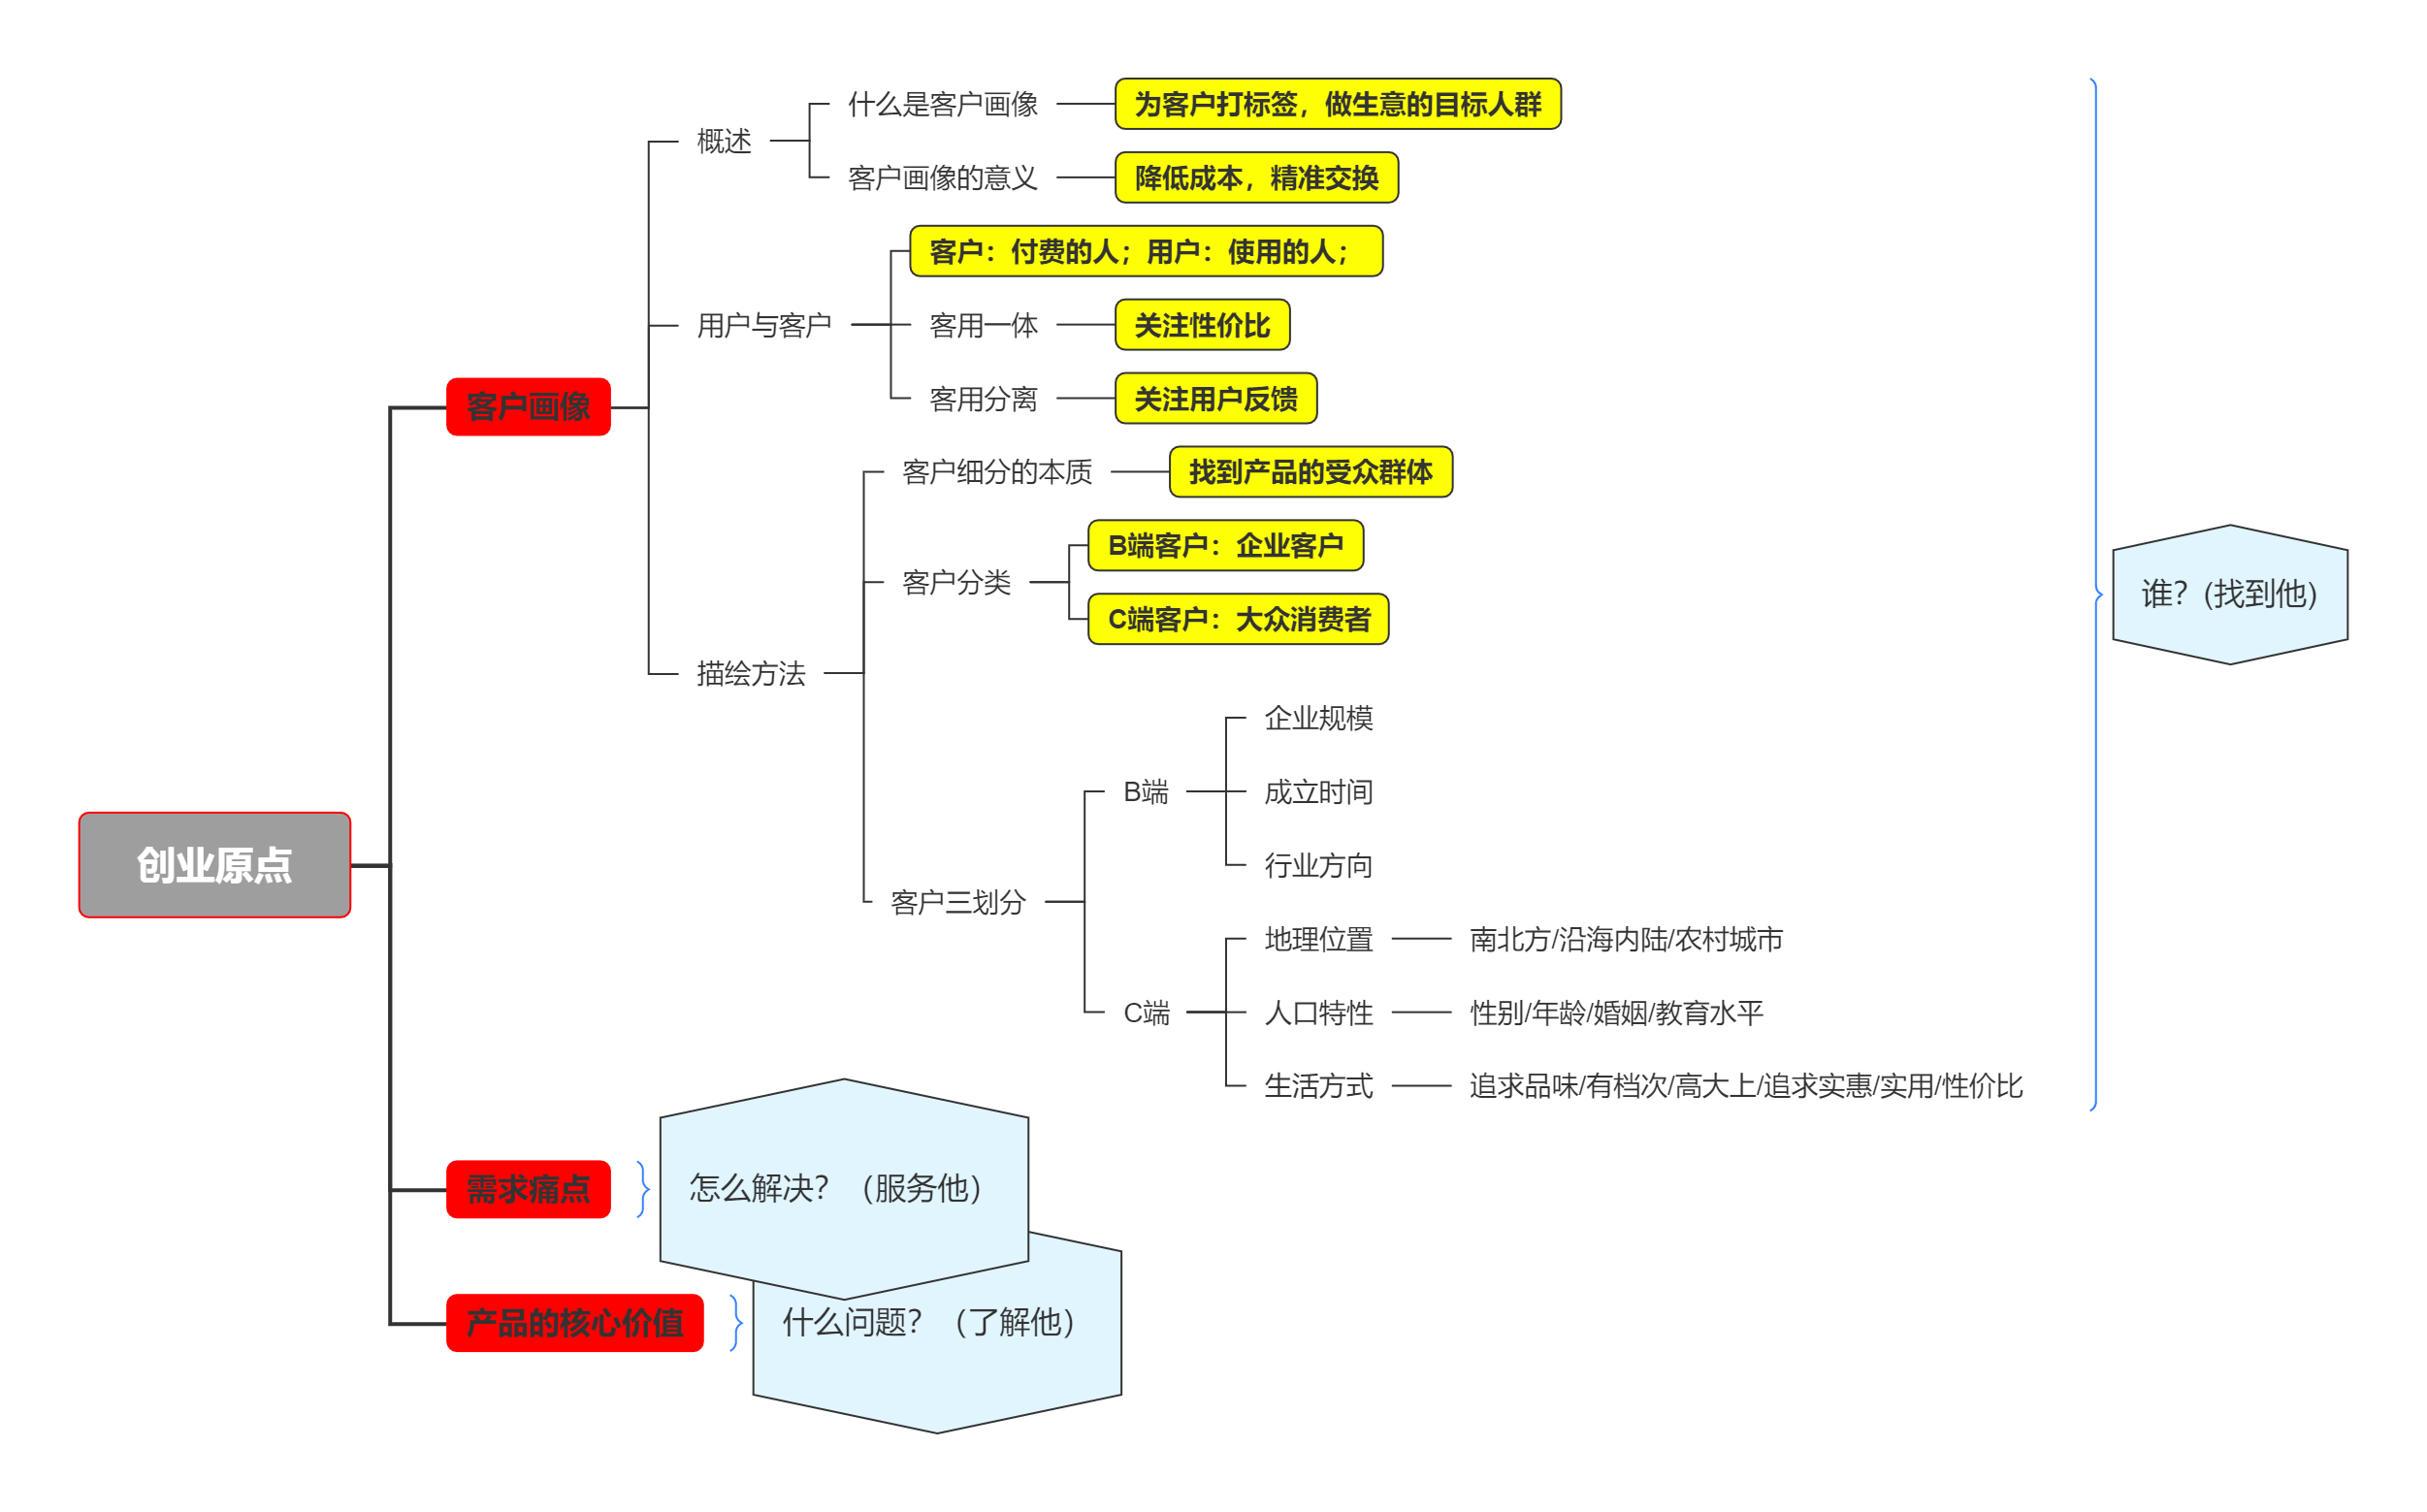 什么是客户画像
为客户打标签，做生意的目标人群
概述
客户画像的意义
降低成本，精准交换
客户：付费的人；用户：使用的人；
用户与客户
客用一体
关注性价比
客用分离
关注用户反馈
客户画像
客户细分的本质
找到产品的受众群体
B端客户：企业客户
客户分类
C端客户：大众消费者
谁？(找到他)
描绘方法
企业规模
B端
成立时间
行业方向
创业原点
客户三划分
地理位置
南北方/沿海内陆/农村城市
C端
人口特性
性别/年龄/婚姻/教育水平
生活方式
追求品味/有档次/高大上/追求实惠/实用/性价比
需求痛点
怎么解决？（服务他）
产品的核心价值
什么问题？（了解他）